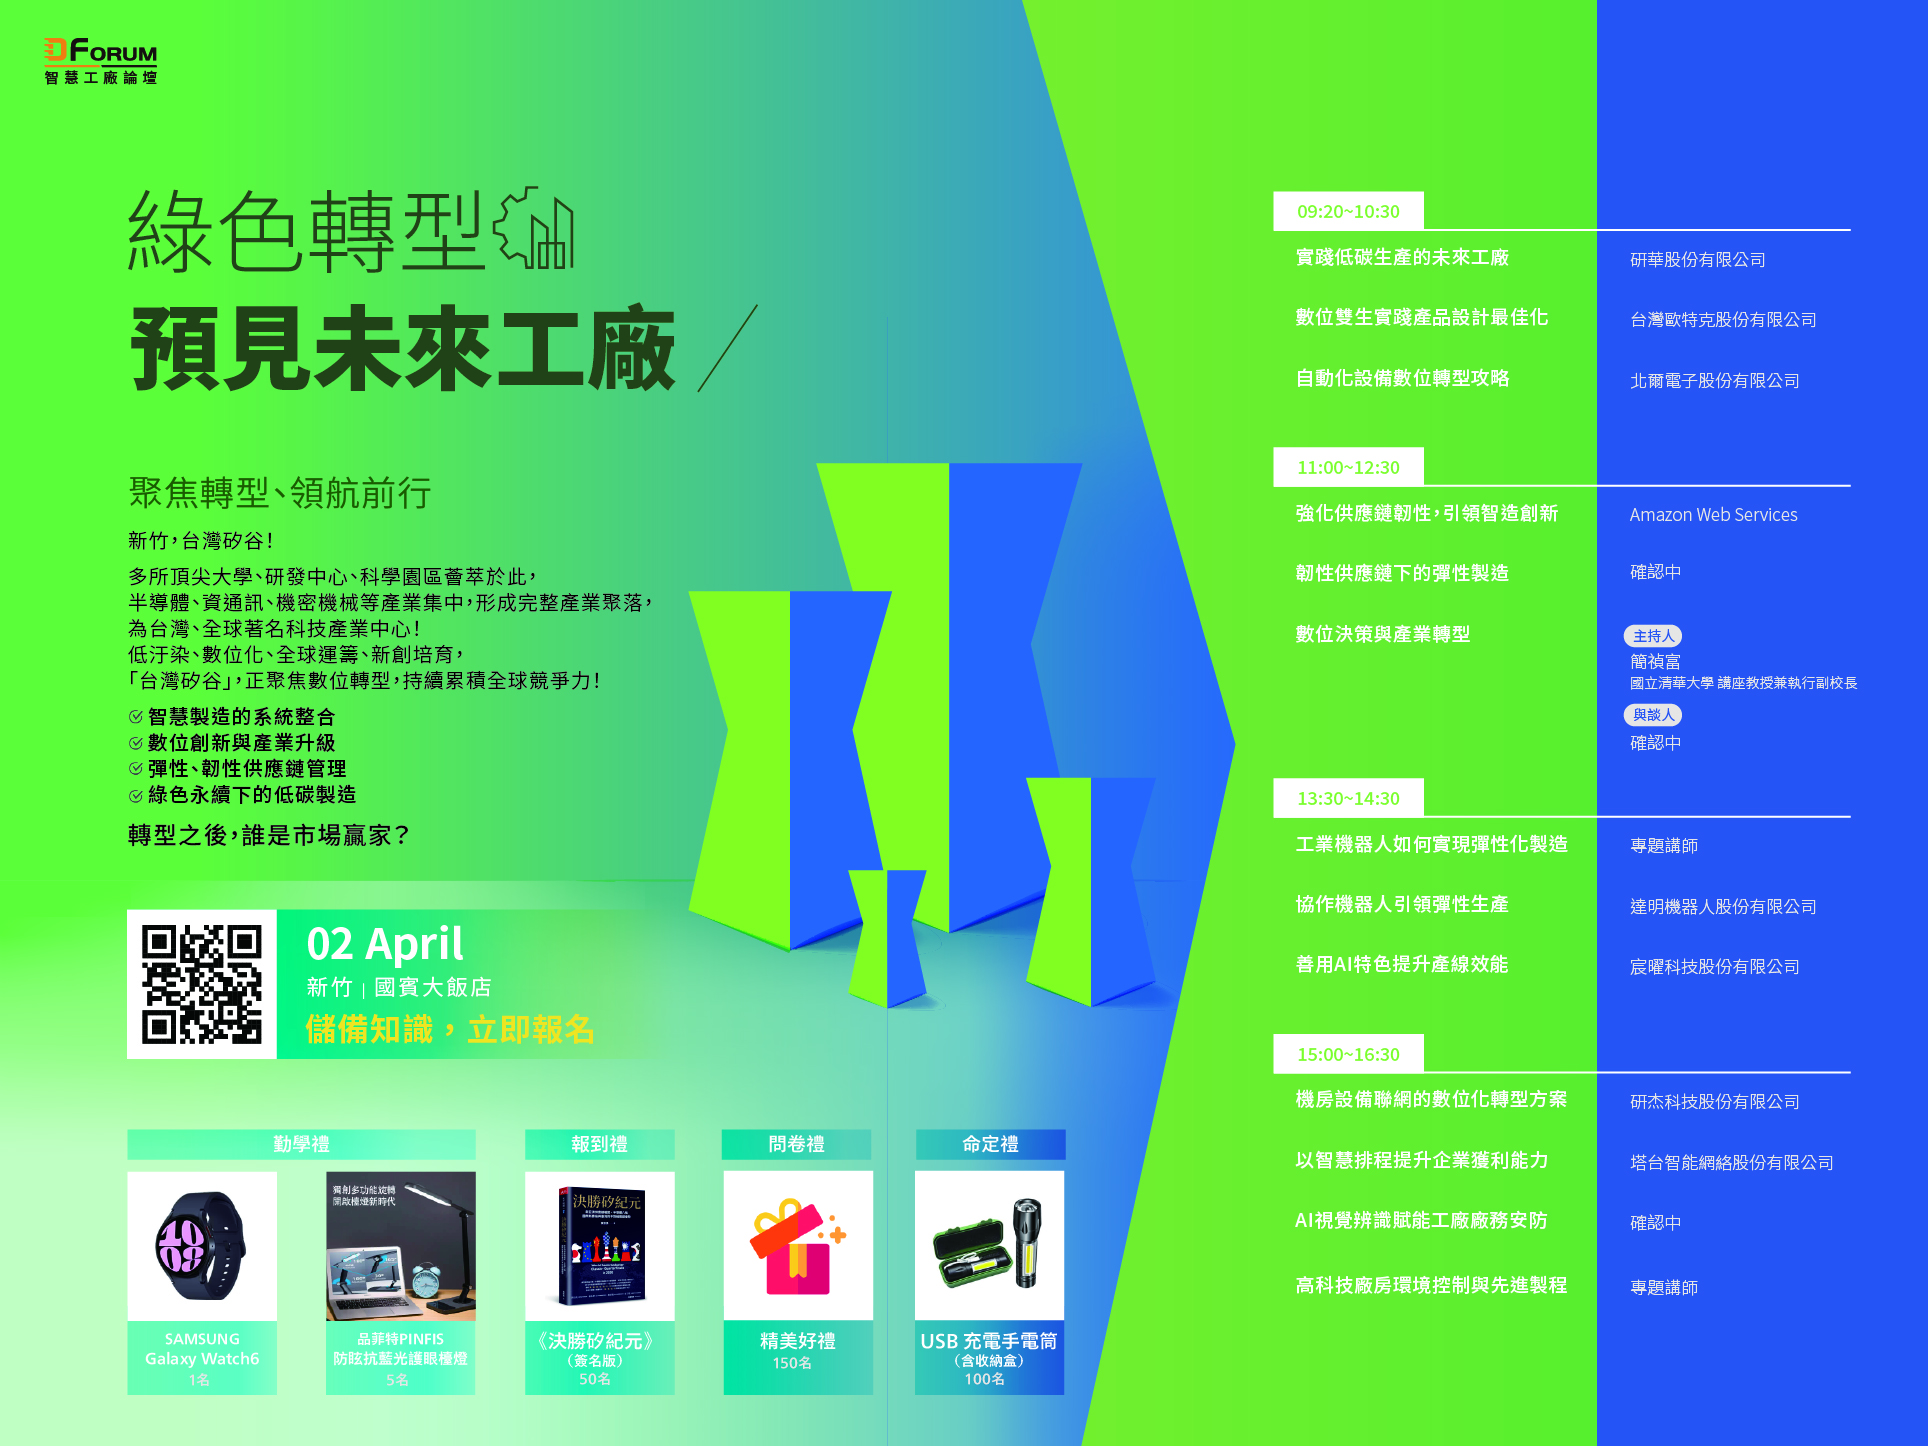 DFORUM
智慧工廠論壇
綠色轉型
預見未來工廠
聚焦轉型、領航前行
新竹，台灣矽谷！
多所頂尖大學、研發中心、科學園區薈萃於此，
半導體、資通訊、機密機械等產業集中，形成完整產業聚落，
為台灣、全球著名科技產業中心！
低汙染、數位化、全球運籌、新創培育，
「台灣矽谷」，正聚焦數位轉型，持續累積全球競爭力！
智慧製造的系統整合
數位創新與產業升級
彈性、韌性供應鏈管理
綠色永續下的低碳製造
轉型之後，誰是市場贏家？
02 April
新竹 | 國賓大飯店
儲備知識，立即報名
勤學禮
SAMSUNG
Galaxy Watch6
1名
獨創多功能旋轉
開啟檯燈新時代
品菲特PINFIS
防眩抗藍光護眼檯燈
5名
報到禮
決勝矽紀元
《決勝矽紀元》
（簽名版）
50名
問卷禮
精美好禮
150名
命定禮
USB 充電手電筒
（含收納盒）
100名
09:20~10:30
實踐低碳生產的未來工廠
研華股份有限公司
數位雙生實踐產品設計最佳化
台灣歐特克股份有限公司
自動化設備數位轉型攻略
北爾電子股份有限公司
11:00~12:30
強化供應鏈韌性，引領智造創新
Amazon Web Services
韌性供應鏈下的彈性製造
確認中
數位決策與產業轉型
主持人
簡禎富
國立清華大學 講座教授兼執行副校長
與談人
確認中
13:30~14:30
工業機器人如何實現彈性化製造
專題講師
協作機器人引領彈性生產
達明機器人股份有限公司
善用AI特色提升產線效能
宸曜科技股份有限公司
15:00~16:30
機房設備聯網的數位化轉型方案
研杰科技股份有限公司
以智慧排程提升企業獲利能力
塔台智能網絡股份有限公司
AI視覺辨識賦能工廠廠務安防
確認中
高科技廠房環境控制與先進製程
專題講師